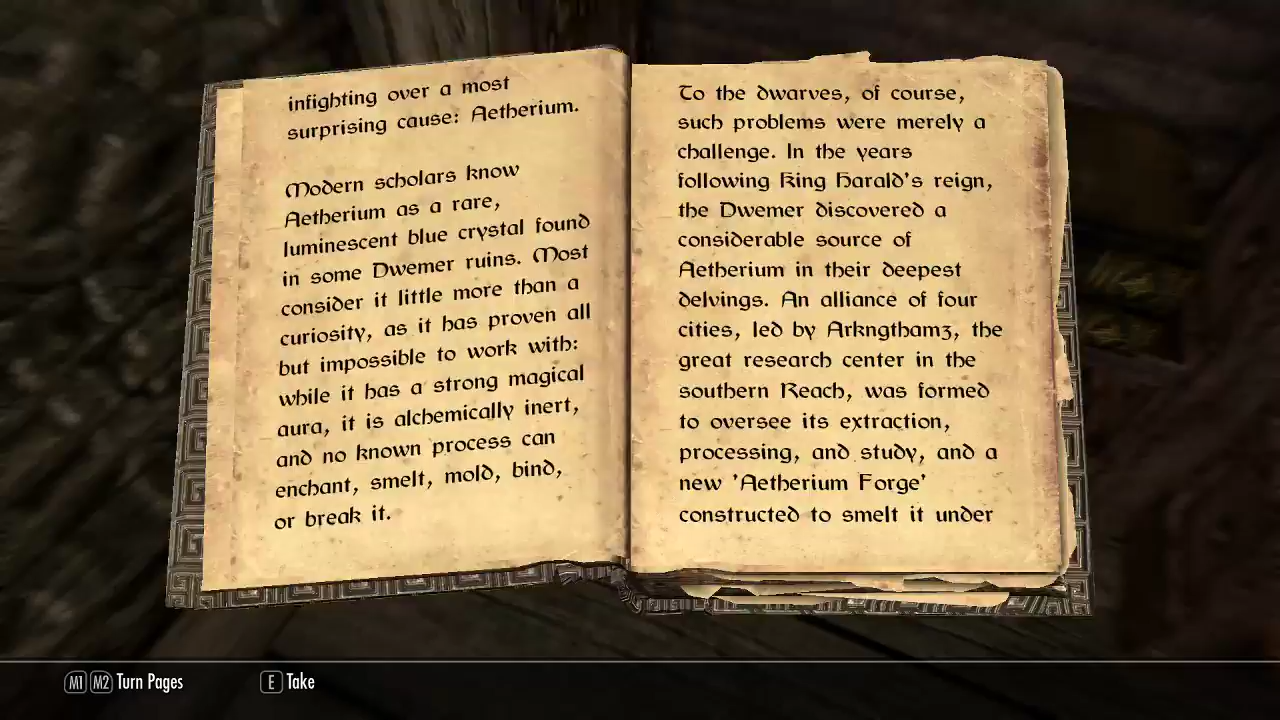 infighting over a most
surprising cause: Aetherium.
Modern scholars know
Aetherium as a rare,
luminescent blue crystal found
in some Dwemer ruins. Most
consider it little more than a
curiosity, as it has proven all
but impossible to work with:
while it has a strong magical
aura, it is alchemically inert,
and no known process can
enchant, smelt, mold, bind,
or break it.
To the dwarves, of course,
such problems were merely a
challenge. In the years
following King Harald's reign,
the Dwemer discovered a
considerable source of
Aetherium in their deepest
delvings. An alliance of four
cities, led by Arkngthamz, the
great research center in the
southern Reach, was formed
to oversee its extraction,
processing, and study, and a
new 'Aetherium Forge'
constructed to smelt it under
M1 M2 Turn Pages
E Take